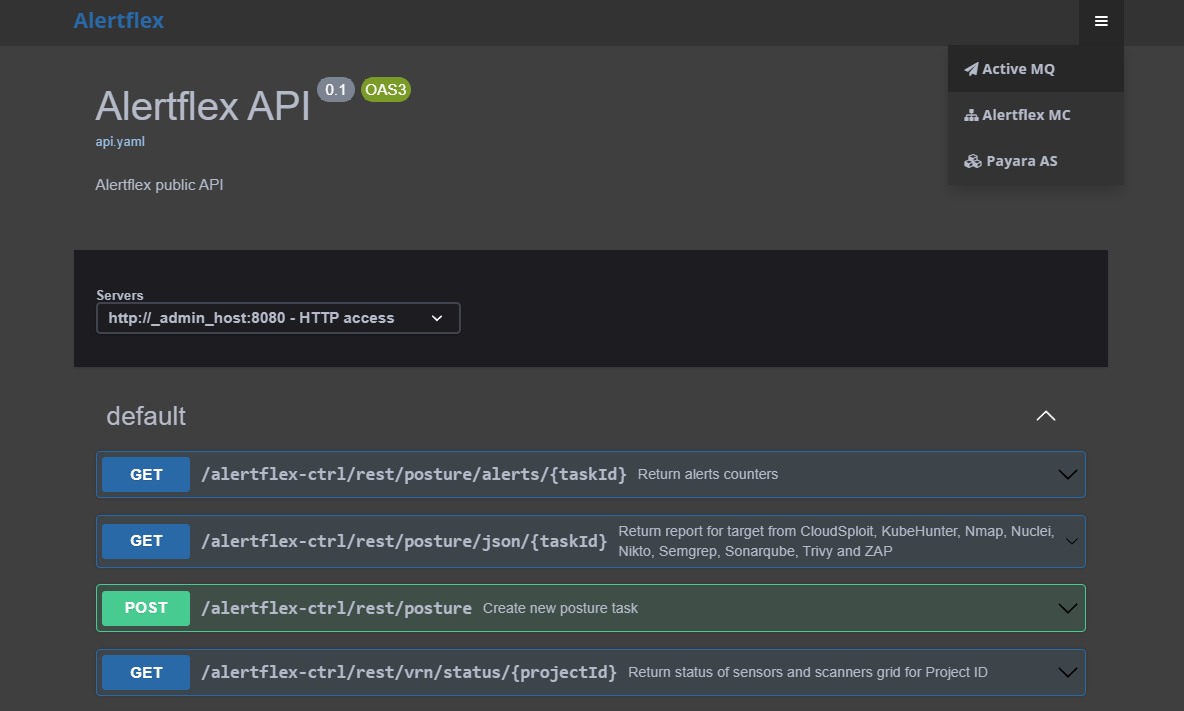 Alertflex
Active MQ
Alertflex MC
Payara AS
Alertflex API 0.1 OAS3
api.yaml
Alertflex public API
Servers
http://_admin_host:8080 - HTTP access
default
GET /alertflex-ctrl/rest/posture/alerts/{taskId} Return alerts counters
GET /alertflex-ctrl/rest/posture/json/{taskId} Return report for target from CloudSploit, KubeHunter, Nmap, Nuclei,
Nikto, Semgrep, Sonarqube, Trivy and ZAP
POST /alertflex-ctrl/rest/posture Create new posture task
GET /alertflex-ctrl/rest/vrn/status/{projectId} Return status of sensors and scanners grid for Project ID